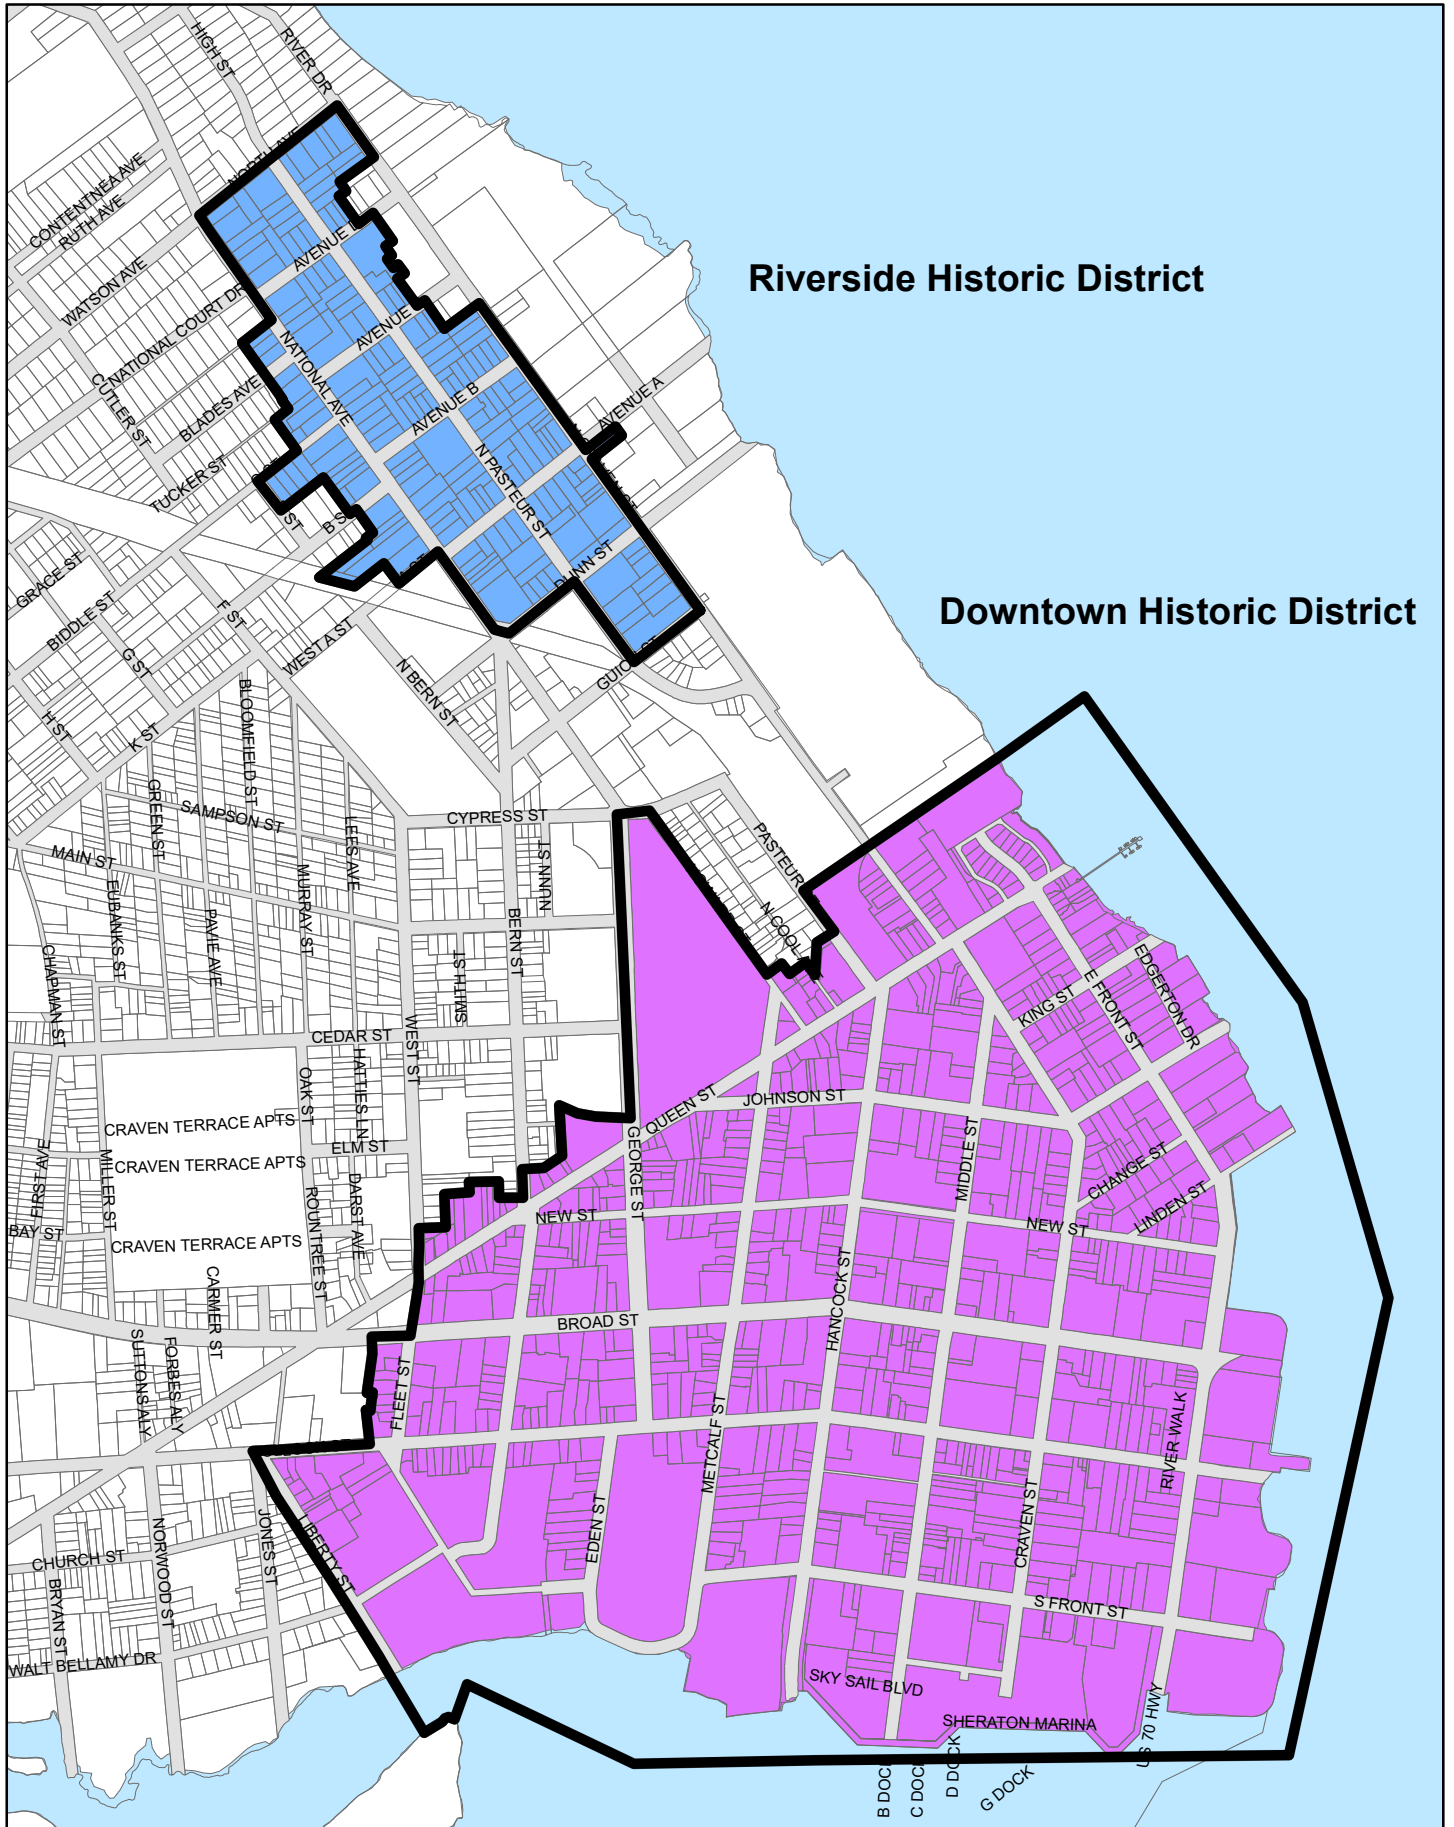 HIGH ST
RIVER DR
NORTH AVE
CONTENTNEA AVE
RUTH AVE
WATSON AVE
NATIONAL COURT DR
AVENUE
Riverside Historic District
NATIONAL AVE
AVENUE
CUTLER ST
BLADES AVE
AVENUE B
AVENUE A
TUCKER ST
N PASTEUR ST
ST
B S
DUNN ST
GRACE ST
BIDDLE ST
F ST
WEST A ST
G ST
N BERN ST
Downtown Historic District
H ST
K ST
BLOOMFIELD ST
GREEN ST
SAMPSON ST
LEES AVE
CYPRESS ST
MAIN ST
EUBANKS ST
PAVIE AVE
MURRAY ST
NUNN ST
PASTEUR
BERN ST
N COOL
CHAPMAN ST
SMITH ST
KING ST
E FRONT ST
EDGERTON DR
CEDAR ST
WEST ST
HATTIES LN
OAK ST
CRAVEN TERRACE APTS
QUEEN ST
JOHNSON ST
FIRST AVE
MILLER ST
CRAVEN TERRACE APTS
ELM ST
GEORGE ST
MIDDLE ST
CHANGE ST
LINDEN ST
DARST AVE
ROUNTREE ST
BAY ST
CRAVEN TERRACE APTS
NEW ST
NEW ST
CARMER ST
HANCOCK ST
BROAD ST
SUTTONS ALY
FORBES ALY
FLEET ST
METCALF ST
RIVER WALK
EDEN ST
CRAVEN ST
JONES ST
LIBERTY ST
NORWOOD ST
CHURCH ST
BRYAN ST
S FRONT ST
WALT BELLAMY DR
SKY SAIL BLVD
SHERATON MARINA
US 70 HWY
B DOCK
C DOCK
D DOCK
G DOCK